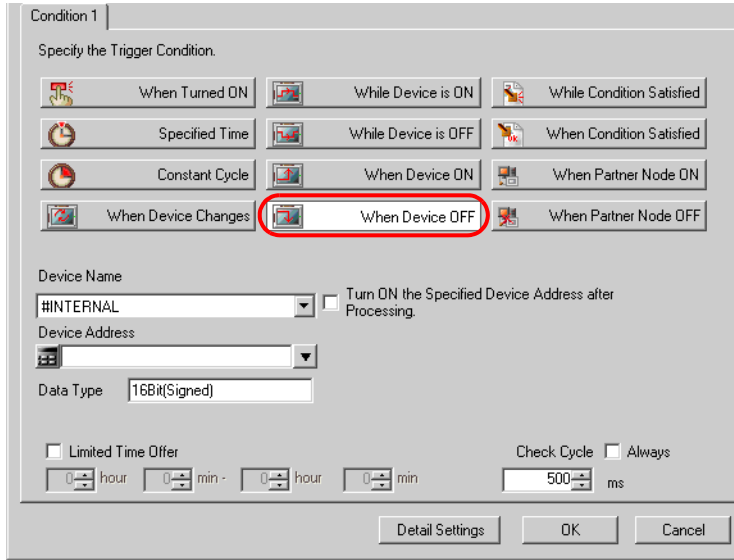 Condition 1
Specify the Trigger Condition.
When Turned ON While Device is ON While Condition Satisfied
Specified Time While Device is OFF When Condition Satisfied
Constant Cycle When Device ON When Partner Node ON
When Device Changes When Device OFF When Partner Node OFF
Device Name
#INTERNAL Turn ON the Specified Device Address after
Processing.
Device Address
Data Type 16Bit(Signed)
Limited Time Offer Check Cycle Always
0 hour 0 min - 0 hour 0 min 500 ms
Detail Settings OK Cancel